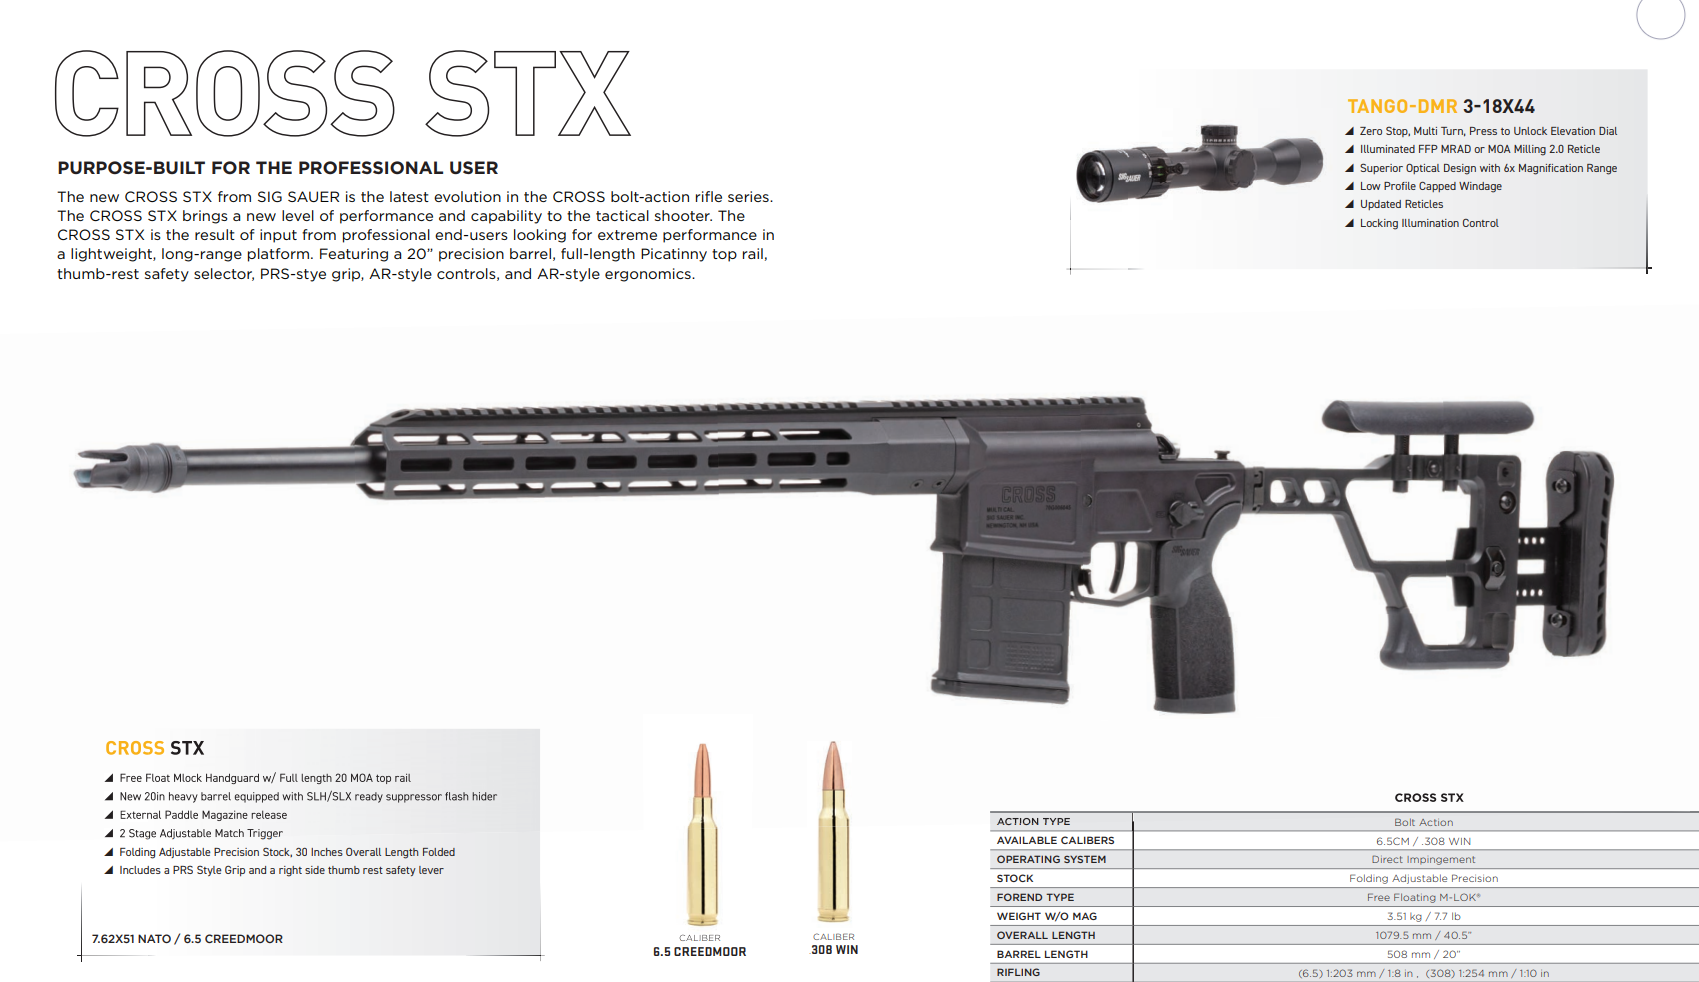 CROSS STX
PURPOSE-BUILT FOR THE PROFESSIONAL USER
The new CROSS STX from SIG SAUER is the latest evolution in the CROSS bolt-action rifle series.
The CROSS STX brings a new level of performance and capability to the tactical shooter. The
CROSS STX is the result of input from professional end-users looking for extreme performance in
a lightweight, long-range platform. Featuring a 20” precision barrel, full-length Picatinny top rail,
thumb-rest safety selector, PRS-stye grip, AR-style controls, and AR-style ergonomics.
SIG SAUER
TANGO-DMR 3-18X44
Zero Stop, Multi Turn, Press to Unlock Elevation Dial
Illuminated FFP MRAD or MOA Milling 2.0 Reticle
Superior Optical Design with 6x Magnification Range
Low Profile Capped Windage
Updated Reticles
Locking Illumination Control
CROSS
MULTI CAL.
SIG SAUER INC.
NEWINGTON, NH USA
SIG SAUER
CROSS STX
Free Float Mlock Handguard w/ Full length 20 MOA top rail
New 20in heavy barrel equipped with SLH/SLX ready suppressor flash hider
External Paddle Magazine release
2 Stage Adjustable Match Trigger
Folding Adjustable Precision Stock, 30 Inches Overall Length Folded
Includes a PRS Style Grip and a right side thumb rest safety lever
7.62X51 NATO / 6.5 CREEDMOOR
CALIBER
6.5 CREEDMOOR
CALIBER
.308 WIN
CROSS STX
ACTION TYPE Bolt Action
AVAILABLE CALIBERS 6.5CM / .308 WIN
OPERATING SYSTEM Direct Impingement
STOCK Folding Adjustable Precision
FOREND TYPE Free Floating M-LOK®
WEIGHT W/O MAG 3.51 kg / 7.7 lb
OVERALL LENGTH 1079.5 mm / 40.5”
BARREL LENGTH 508 mm / 20”
RIFLING (6.5) 1:203 mm / 1:8 in , (308) 1:254 mm / 1:10 in